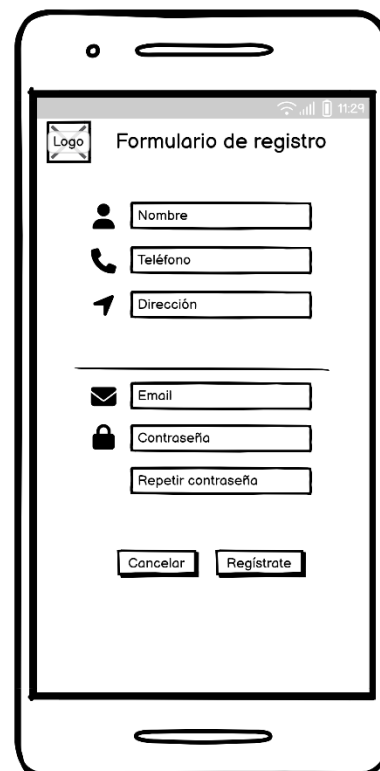 11:29
Logo
Formulario de registro
Nombre
Teléfono
Dirección
Email
Contraseña
Repetir contraseña
Cancelar
Regístrate